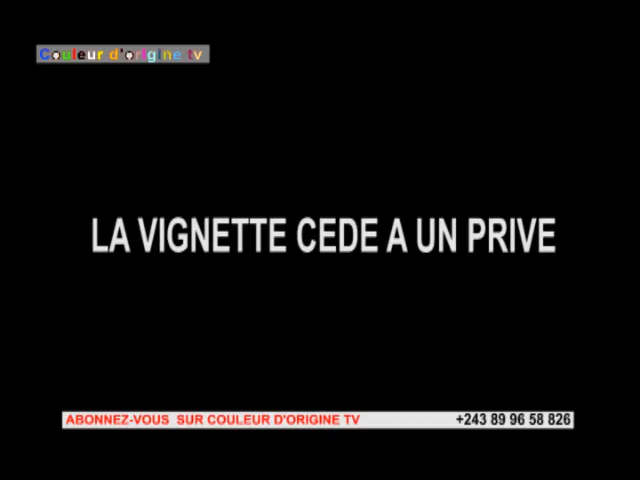 Couleur d'origine tv
LA VIGNETTE CEDE A UN PRIVE
ABONNEZ-VOUS SUR COULEUR D'ORIGINE TV +243 89 96 58 826